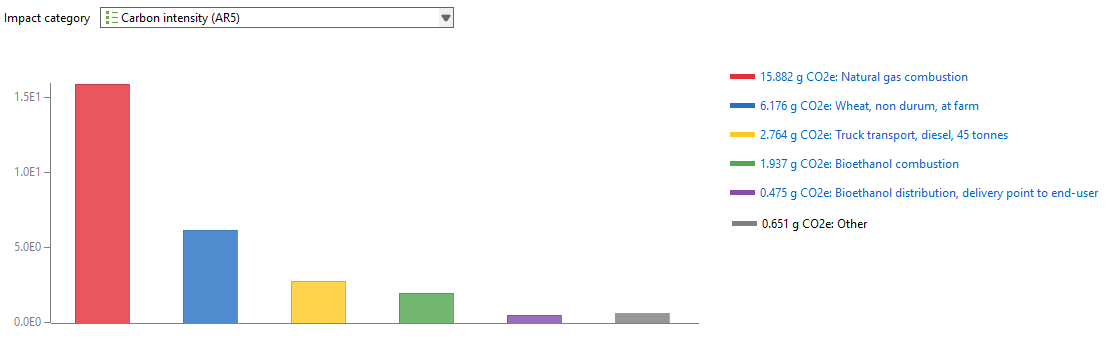 Impact category
Carbon intensity (AR5)
1.5E1
1.0E1
5.0E0
0.0E0
15.882 g CO2e: Natural gas combustion
6.176 g CO2e: Wheat, non durum, at farm
2.764 g CO2e: Truck transport, diesel, 45 tonnes
1.937 g CO2e: Bioethanol combustion
0.475 g CO2e: Bioethanol distribution, delivery point to end-user
0.651 g CO2e: Other